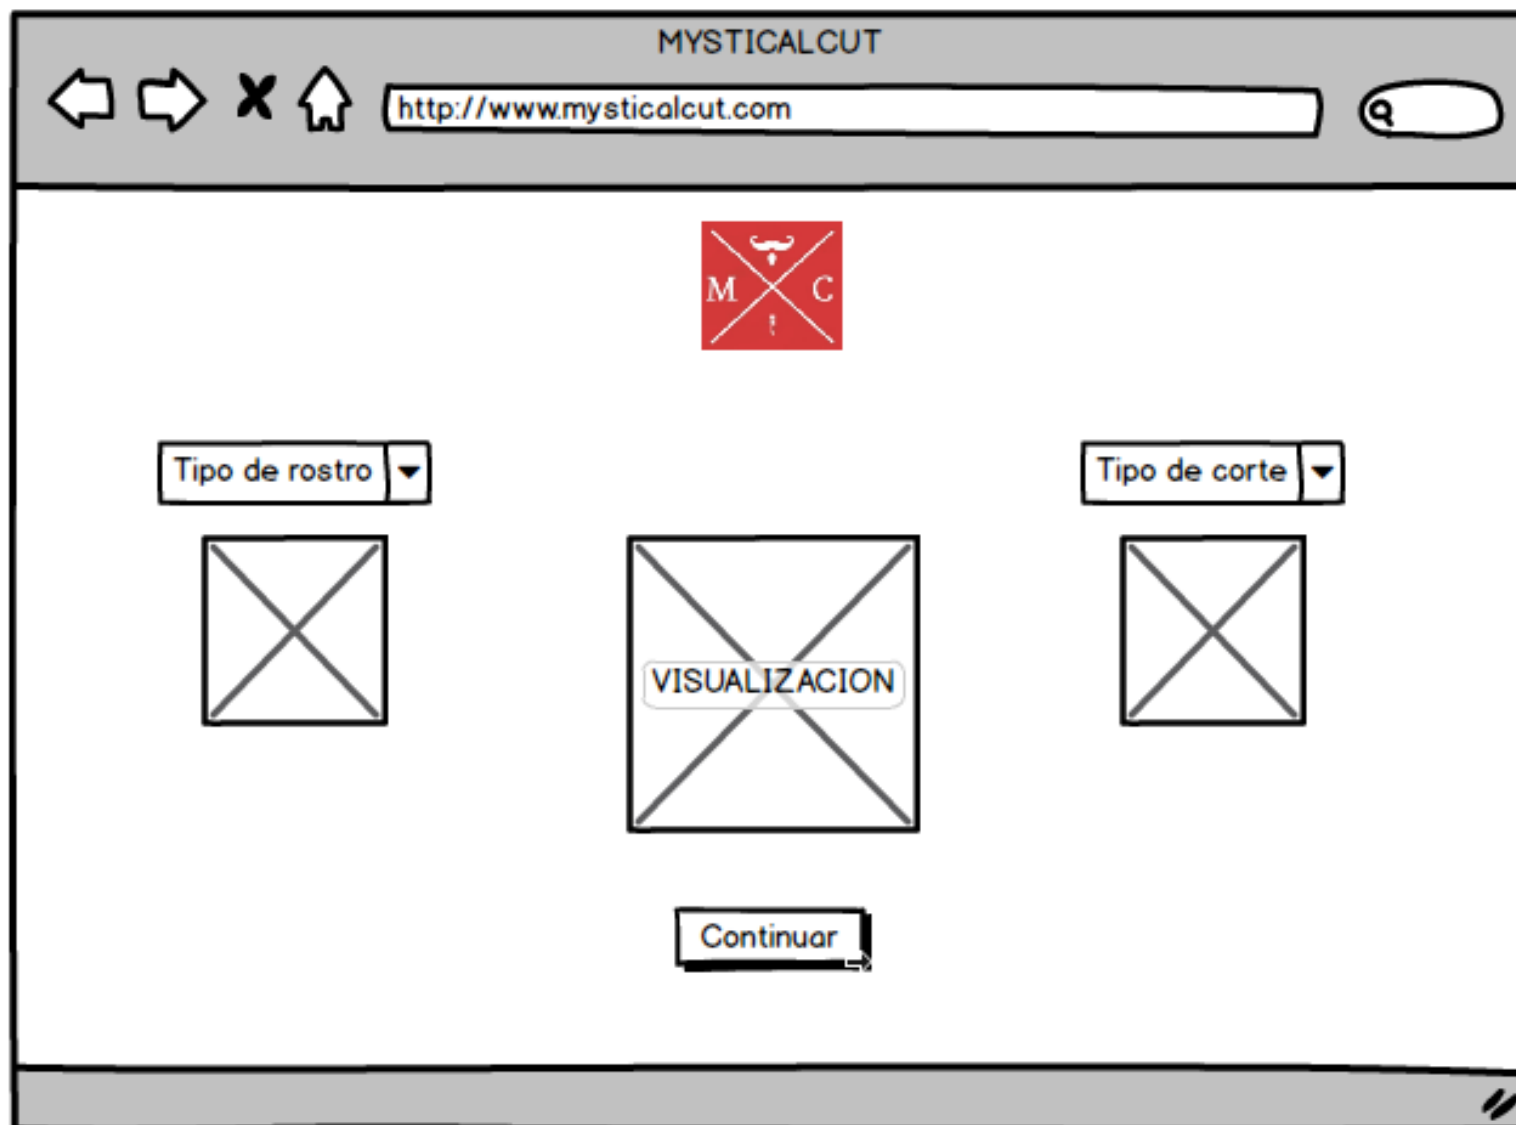 MYSTICALCUT
http://www.mysticalcut.com
M C
Tipo de rostro
Tipo de corte
VISUALIZACION
Continuar